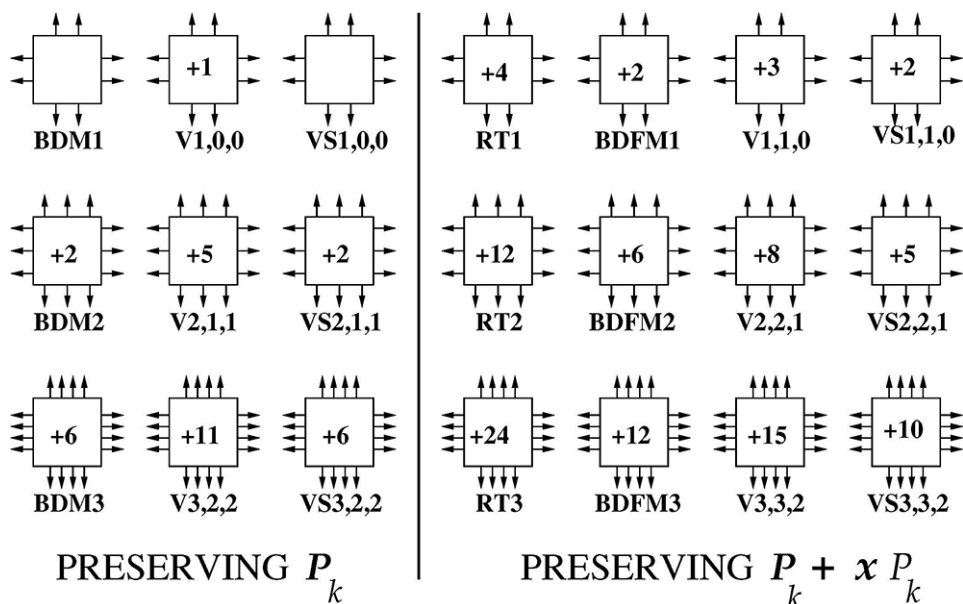 +1 +4 +2 +3 +2
BDM1 V1,0,0 VS1,0,0 RT1 BDFM1 V1,1,0 VS1,1,0
+2 +5 +2 +12 +6 +8 +5
BDM2 V2,1,1 VS2,1,1 RT2 BDFM2 V2,2,1 VS2,2,1
+6 +11 +6 +24 +12 +15 +10
BDM3 V3,2,2 VS3,2,2 RT3 BDFM3 V3,3,2 VS3,3,2
PRESERVING P_k PRESERVING P_k + x P_k